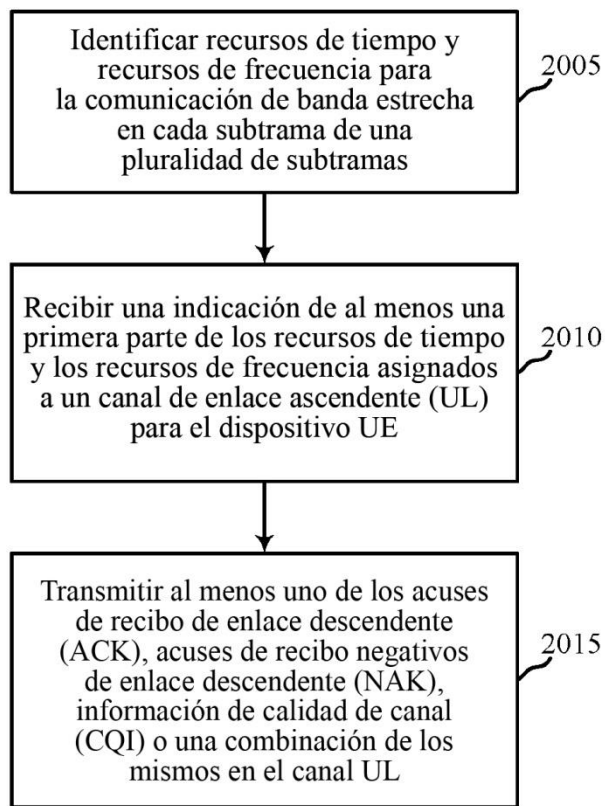 Identificar recursos de tiempo y
recursos de frecuencia para
la comunicación de banda estrecha
en cada subtrama de una
pluralidad de subtramas
2005
Recibir una indicación de al menos una
primera parte de los recursos de tiempo
y los recursos de frecuencia asignados
a un canal de enlace ascendente (UL)
para el dispositivo UE
2010
Transmitir al menos uno de los acuses
de recibo de enlace descendente
(ACK), acuses de recibo negativos
de enlace descendente (NAK),
información de calidad de canal
(CQI) o una combinación de los
mismos en el canal UL
2015